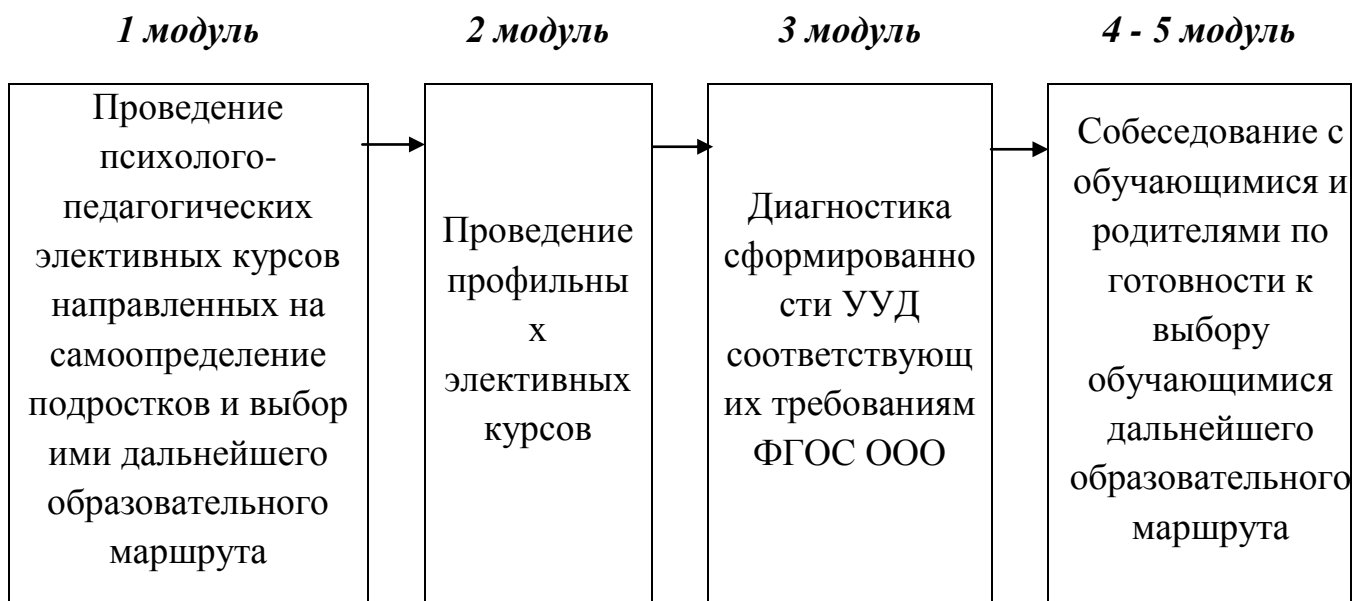 1 модуль
2 модуль
3 модуль
4 - 5 модуль
Проведение
психолого-
педагогических
элективных курсов
направленных на
самоопределение
подростков и выбор
ими дальнейшего
образовательного
маршрута
Проведение
профильны
х
элективных
курсов
Диагностика
сформированно
сти УУД
соответствующ
их требованиям
ФГОС ООО
Собеседование с
обучающимися и
родителями по
готовности к
выбору
обучающимися
дальнейшего
образовательного
маршрута